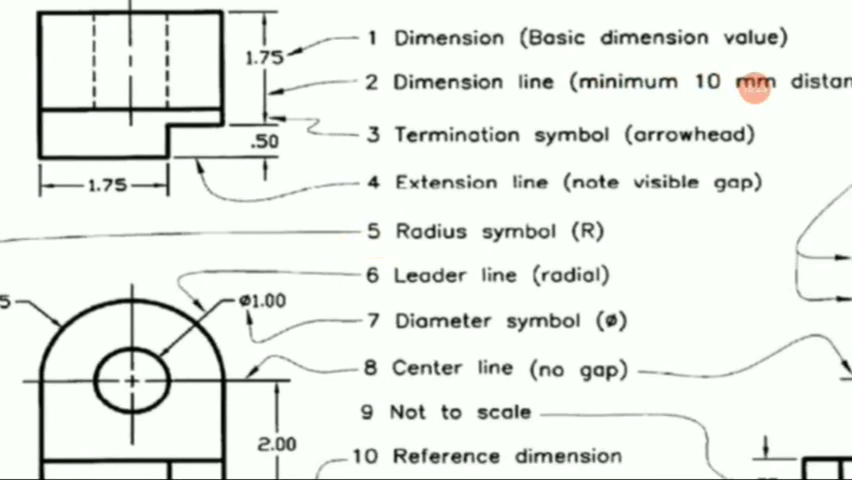 1 Dimension (Basic dimension value)
1.75
2 Dimension line (minimum 10 mm distan
3 Termination symbol (arrowhead)
.50
1.75
4 Extension line (note visible gap)
5 Radius symbol (R)
6 Leader line (radial)
5
ø1.00
7 Diameter symbol (ø)
8 Center line (no gap)
9 Not to scale
2.00
10 Reference dimension